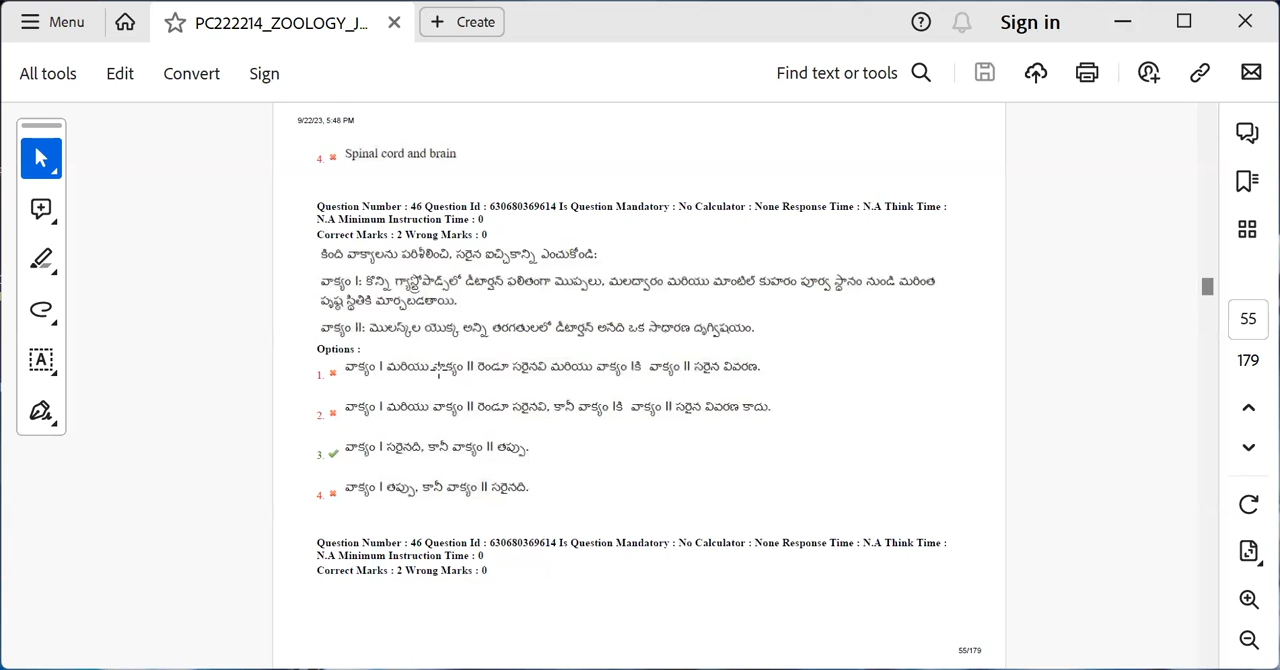 Menu
PC222214_ZOOLOGY_J...
Create
Sign in
All tools
Edit
Convert
Sign
Find text or tools
9/22/23, 5:48 PM
4. Spinal cord and brain
Question Number : 46 Question Id : 630680369614 Is Question Mandatory : No Calculator : None Response Time : N.A Think Time :
N.A Minimum Instruction Time : 0
Correct Marks : 2 Wrong Marks : 0
కింది వాక్యాలను పరిశీలించి, సరైన ఐచ్ఛికాన్ని ఎంచుకోండి:
వాక్యం I: కొన్ని గ్యాస్ట్రోపాడ్స్‌లో డీటార్షన్ ఫలితంగా మొప్పలు, మలద్వారం మరియు మాంటిల్ కుహరం పూర్వ స్థానం నుండి మరింత
పృష్ఠ స్థితికి మార్చబడతాయి.
వాక్యం II: మొలస్కల యొక్క అన్ని తరగతులలో డీటార్షన్ అనేది ఒక సాధారణ దృగ్విషయం.
Options :
1. వాక్యం I మరియు వాక్యం II రెండూ సరైనవి మరియు వాక్యం Iకి వాక్యం II సరైన వివరణ.
2. వాక్యం I మరియు వాక్యం II రెండూ సరైనవి, కానీ వాక్యం Iకి వాక్యం II సరైన వివరణ కాదు.
3. వాక్యం I సరైనది, కానీ వాక్యం II తప్పు.
4. వాక్యం I తప్పు, కానీ వాక్యం II సరైనది.
Question Number : 46 Question Id : 630680369614 Is Question Mandatory : No Calculator : None Response Time : N.A Think Time :
N.A Minimum Instruction Time : 0
Correct Marks : 2 Wrong Marks : 0
55/179
55
179